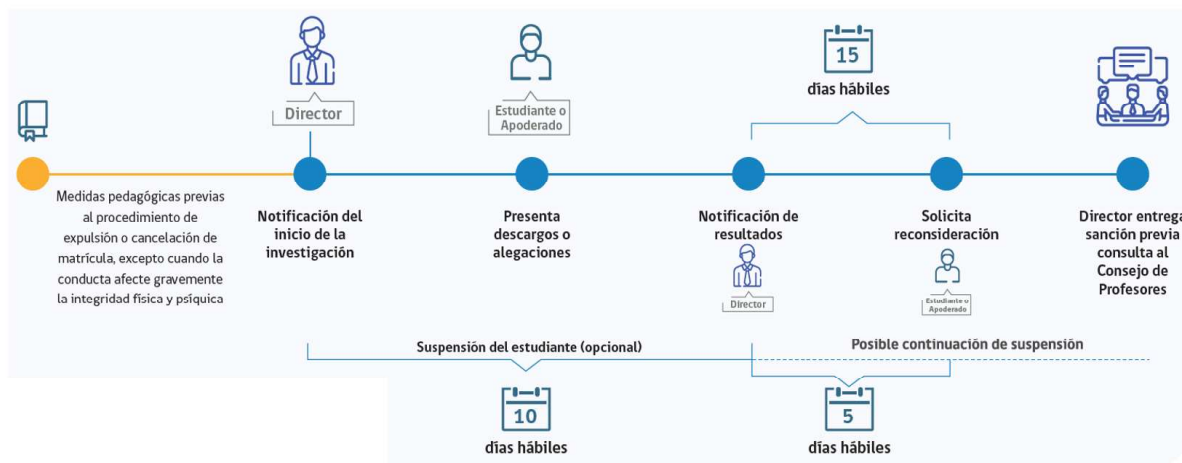 15
días hábiles
Director
Estudiante o
Apoderado
Medidas pedagógicas previas
al procedimiento de
expulsión o cancelación de
matrícula, excepto cuando la
conducta afecte gravemente
la integridad física y psíquica
Notificación del
inicio de la
investigación
Presenta
descargos o
alegaciones
Notificación de
resultados
Director
Solicita
reconsideración
Estudiante o
Apoderado
Director entrega
sanción previa
consulta al
Consejo de
Profesores
Suspensión del estudiante (opcional)
Posible continuación de suspensión
10
días hábiles
5
días hábiles